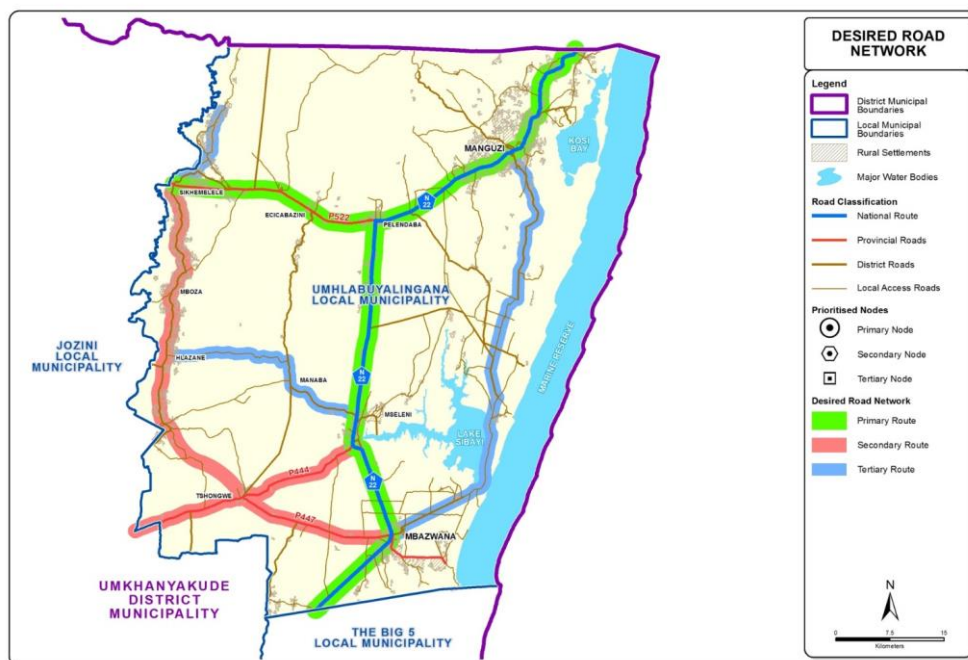 DESIRED ROAD
NETWORK
Legend
District Municipal
Boundaries
Local Municipal
Boundaries
Rural Settlements
Major Water Bodies
Road Classification
National Route
Provincial Roads
District Roads
Local Access Roads
Prioritised Nodes
Primary Node
Secondary Node
Tertiary Node
Desired Road Network
Primary Route
Secondary Route
Tertiary Route
N
0 7.5 15
Kilometers
MANGUZI
KOSI
BAY
SIKHEMELELE
ECICABAZINI
P522
PELENDABA
N
22
UMHLABUYALINGANA
LOCAL MUNICIPALITY
MBOZA
JOZINI
LOCAL
MUNICIPALITY
HLAZANE
MANABA
N
22
MSELENI
MARINE RESERVE
LAKE
SIBAYI
P444
N
22
TSHONGWE
P447
MBAZWANA
UMKHANYAKUDE
DISTRICT
MUNICIPALITY
THE BIG 5
LOCAL MUNICIPALITY